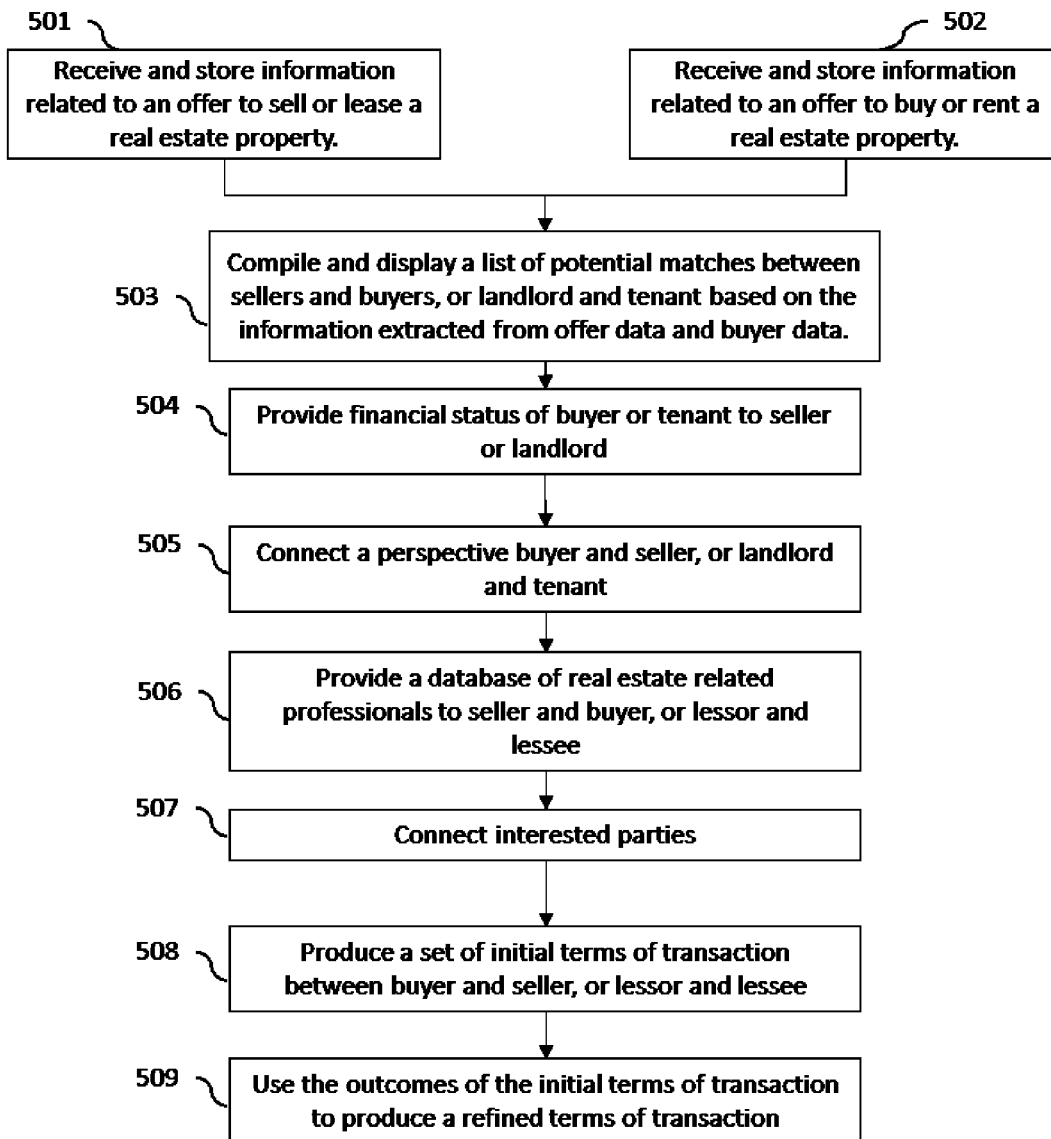 501
Receive and store information
related to an offer to sell or lease a
real estate property.
502
Receive and store information
related to an offer to buy or rent a
real estate property.
503
Compile and display a list of potential matches between
sellers and buyers, or landlord and tenant based on the
information extracted from offer data and buyer data.
504
Provide financial status of buyer or tenant to seller
or landlord
505
Connect a perspective buyer and seller, or landlord
and tenant
506
Provide a database of real estate related
professionals to seller and buyer, or lessor and
lessee
507
Connect interested parties
508
Produce a set of initial terms of transaction
between buyer and seller, or lessor and lessee
509
Use the outcomes of the initial terms of transaction
to produce a refined terms of transaction